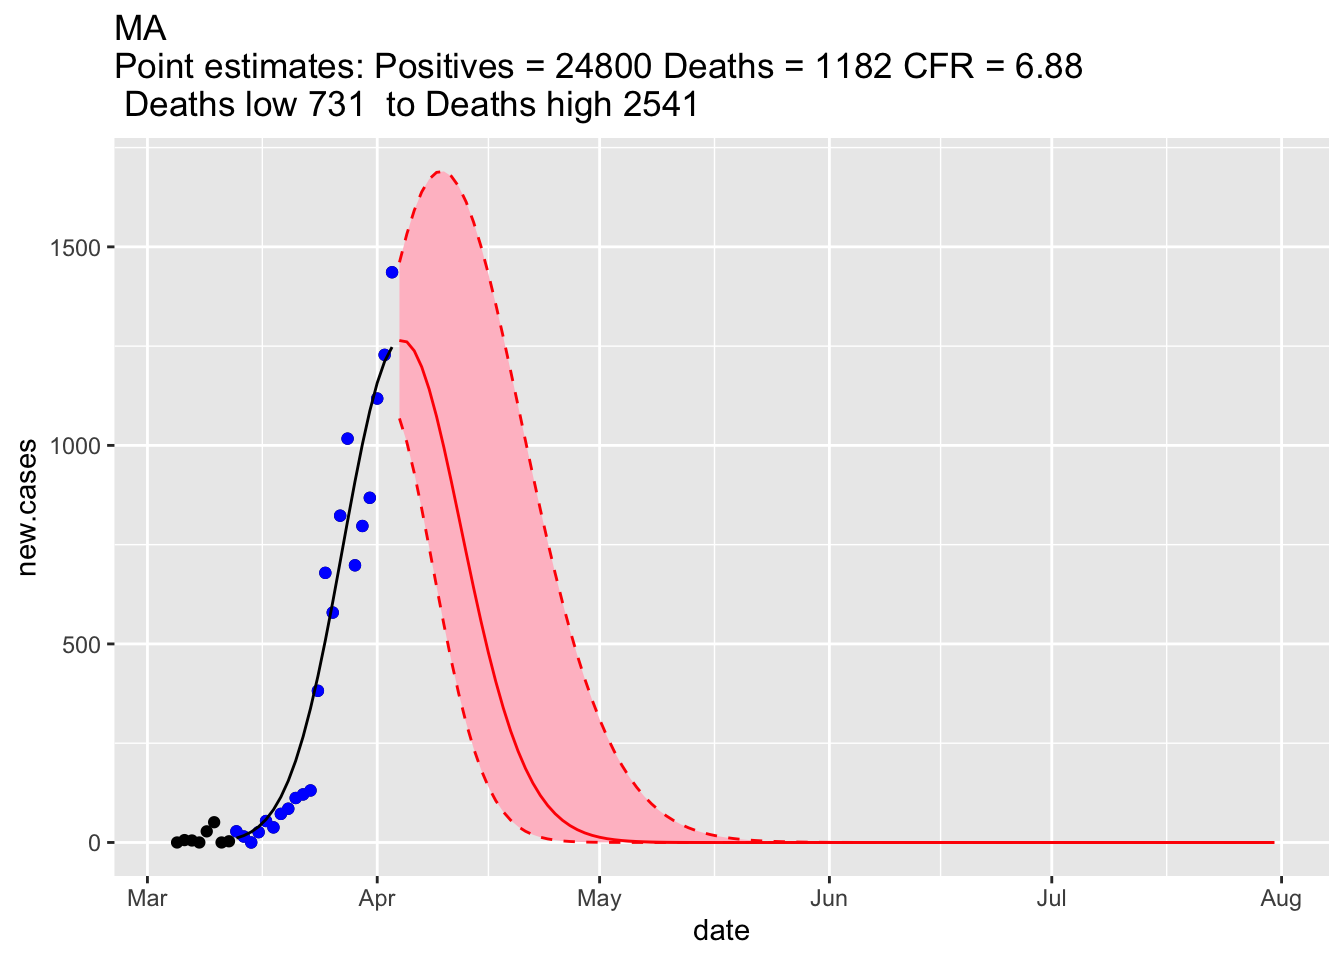 MA
Point estimates: Positives = 24800 Deaths = 1182 CFR = 6.88
Deaths low 731  to Deaths high 2541
new.cases
1500
1000
500
0
Mar Apr May Jun Jul Aug
date